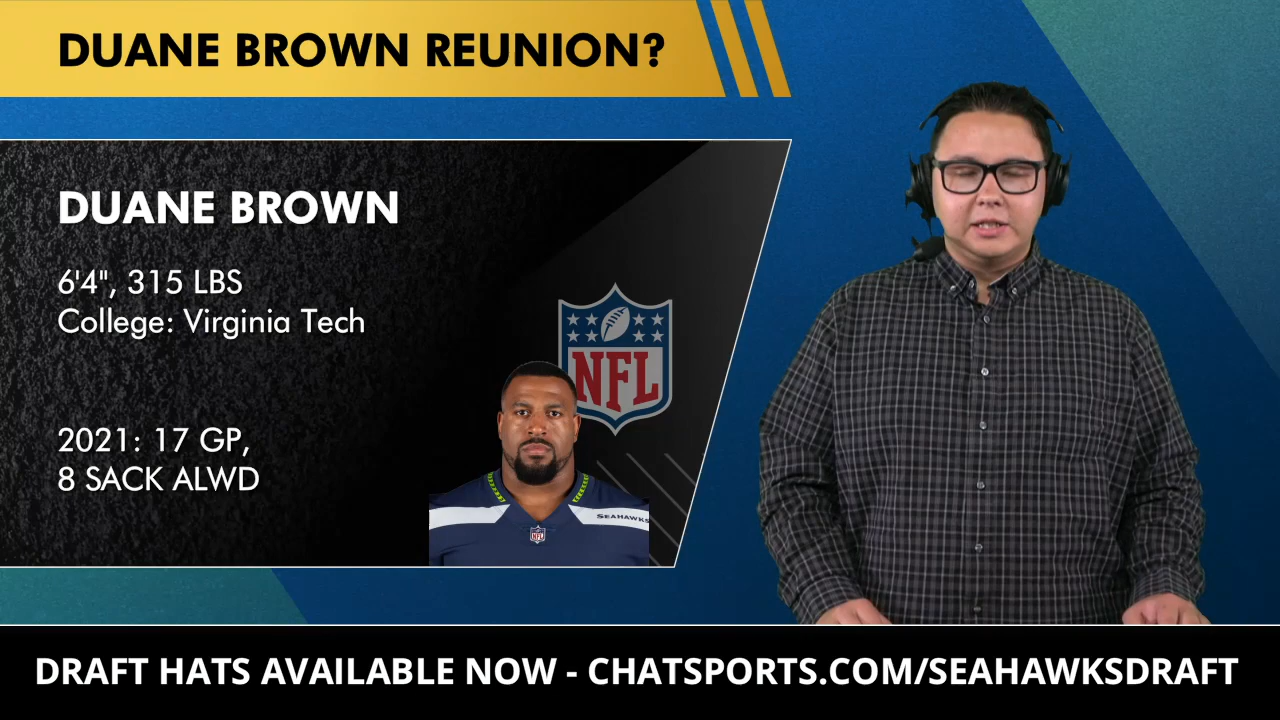 DUANE BROWN REUNION?
DUANE BROWN
6'4", 315 LBS
College: Virginia Tech
2021: 17 GP,
8 SACK ALWD
NFL
SEAHAWKS
NFL
DRAFT HATS AVAILABLE NOW - CHATSPORTS.COM/SEAHAWKSDRAFT